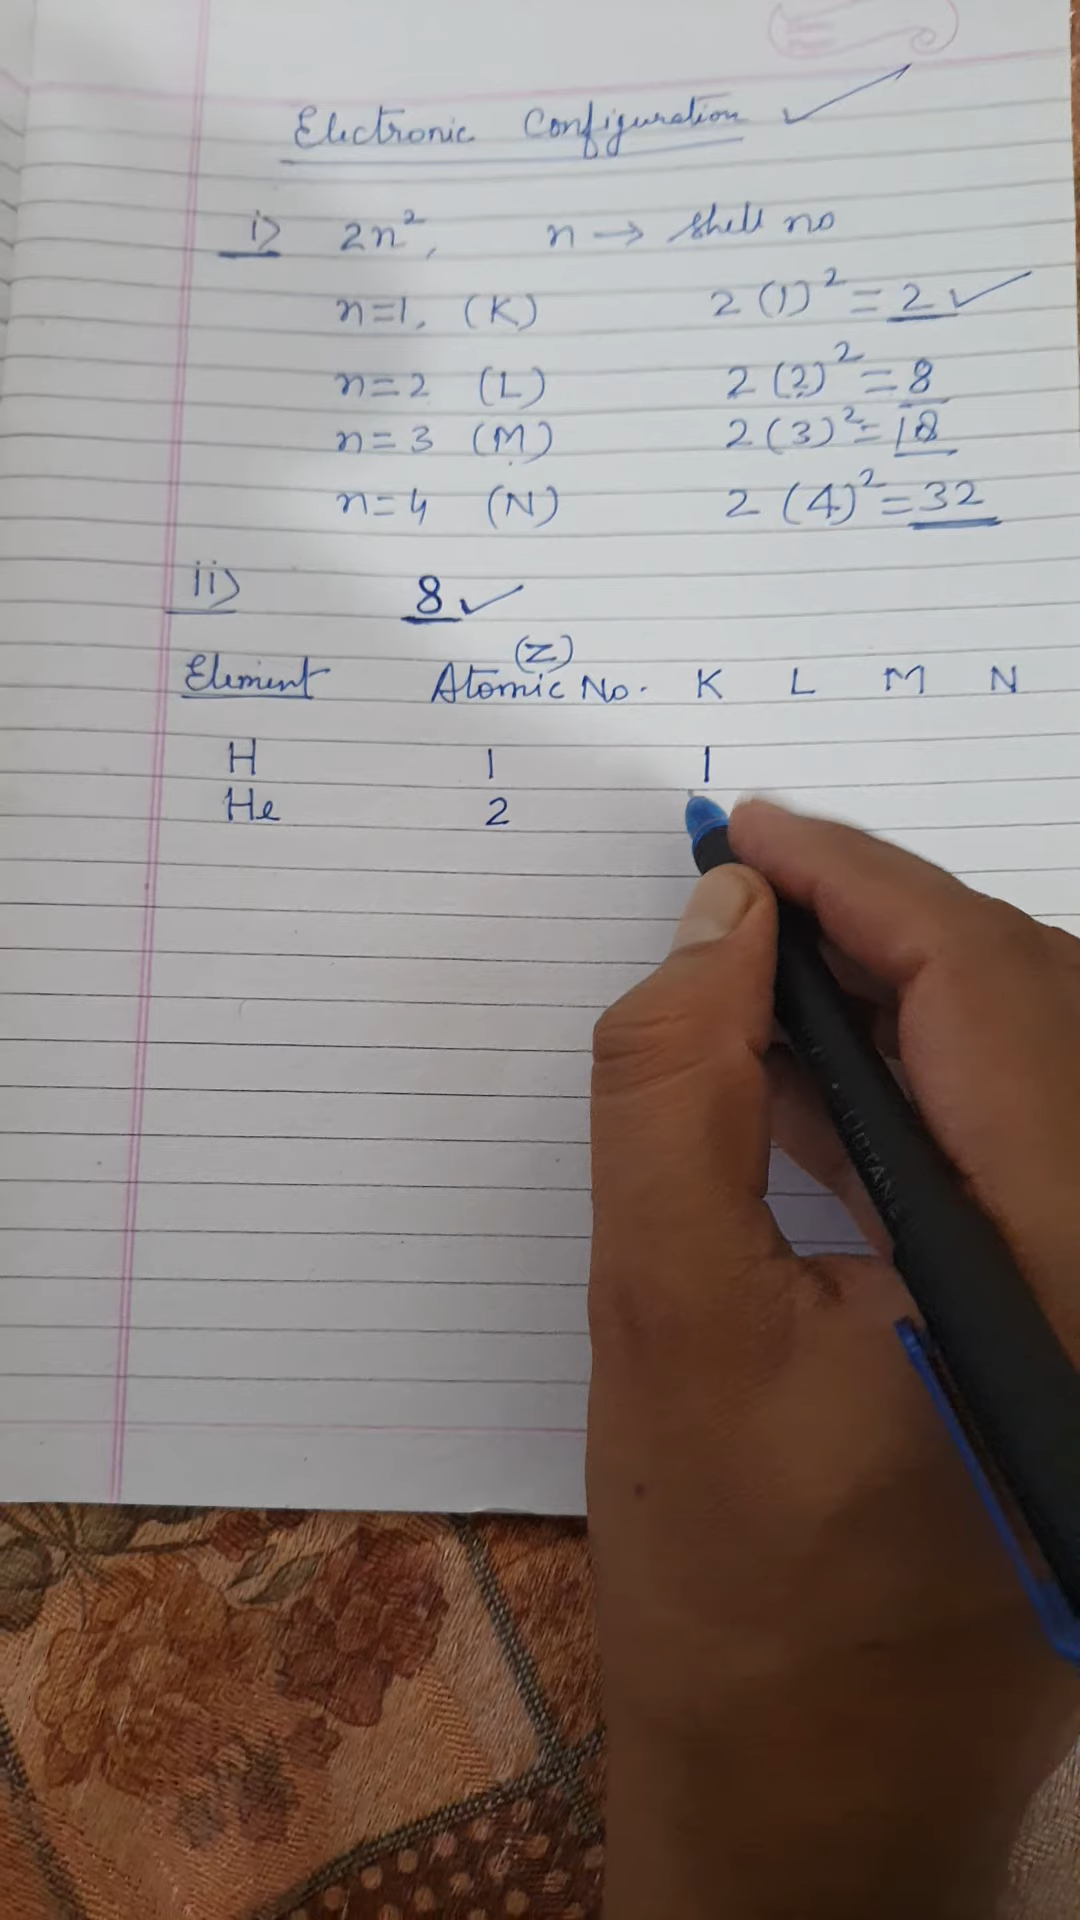 Electronic Configuration ✓
i) 2n², n → shell no
n=1, (K) 2 (1)² = 2 ✓
n=2 (L) 2 (2)² = 8
n=3 (M) 2 (3)² = 18
n=4 (N) 2 (4)² = 32
ii) 8 ✓
(Z)
Element Atomic No. K L M N
H 1 1
He 2